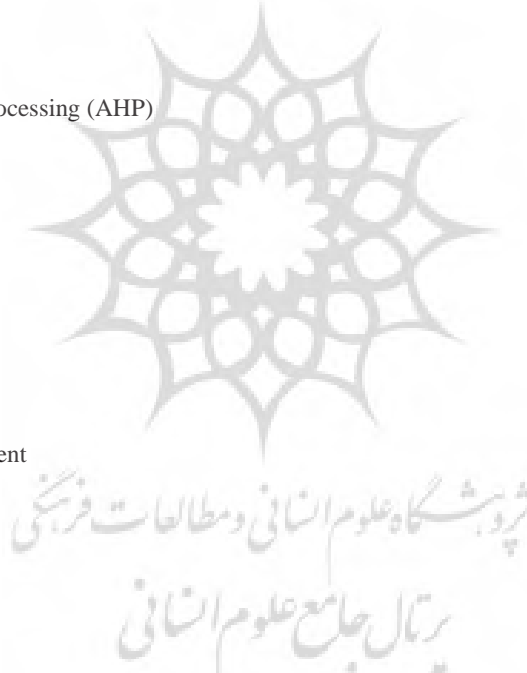 ocessing (AHP)
ent
پژوهشگاه علوم انسانی و مطالعات فرهنگی
پرتال جامع علوم انسانی